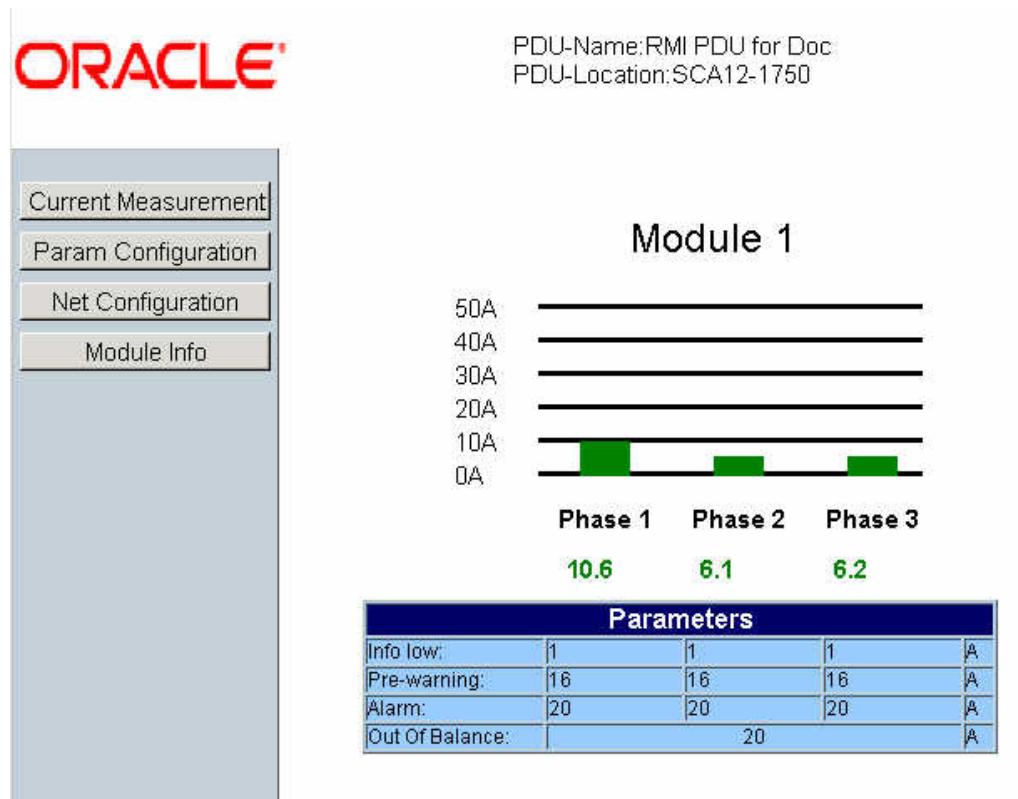 ORACLE
PDU-Name:RMI PDU for Doc
PDU-Location:SCA12-1750
Current Measurement
Param Configuration
Net Configuration
Module Info
Module 1
50A
40A
30A
20A
10A
0A
Phase 1 Phase 2 Phase 3
10.6 6.1 6.2
Parameters
Info low: 1 1 1 A
Pre-warning: 16 16 16 A
Alarm: 20 20 20 A
Out Of Balance: 20 A